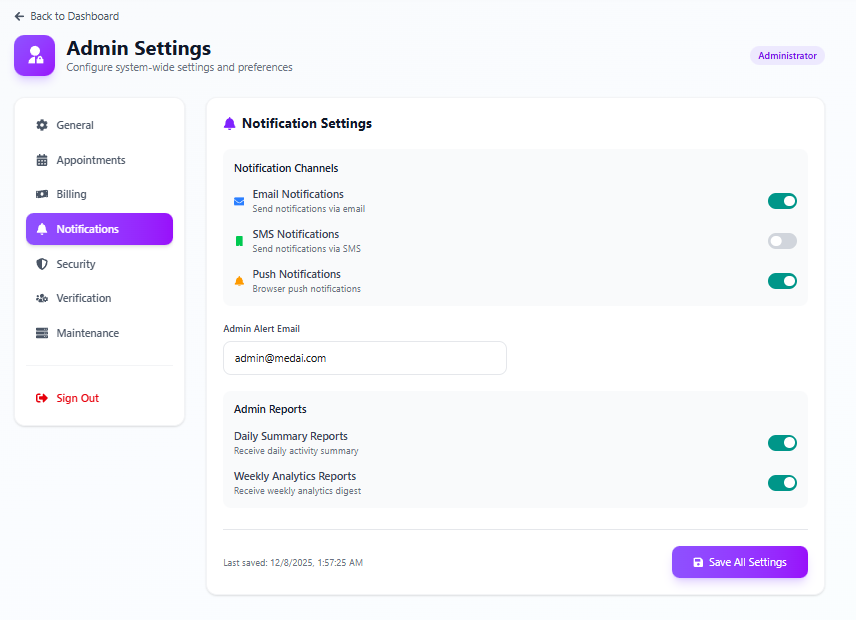 Back to Dashboard
Admin Settings
Configure system-wide settings and preferences
Administrator
General
Appointments
Billing
Notifications
Security
Verification
Maintenance
Sign Out
Notification Settings
Notification Channels
Email Notifications
Send notifications via email
SMS Notifications
Send notifications via SMS
Push Notifications
Browser push notifications
Admin Alert Email
admin@medai.com
Admin Reports
Daily Summary Reports
Receive daily activity summary
Weekly Analytics Reports
Receive weekly analytics digest
Last saved: 12/8/2025, 1:57:25 AM
Save All Settings